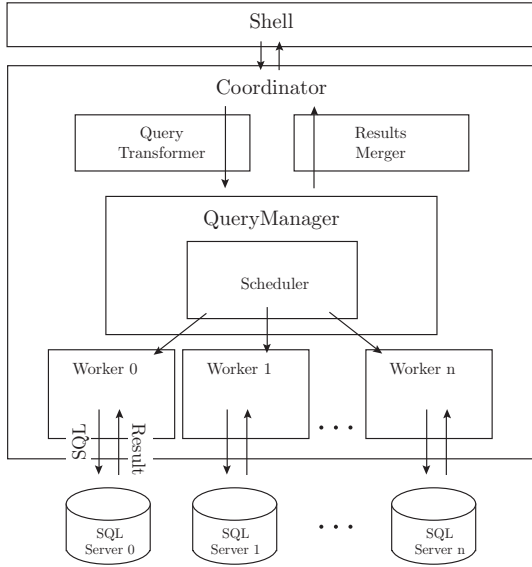 Shell
Coordinator
Query
Transformer
Results
Merger
QueryManager
Scheduler
Worker 0
Worker 1
Worker n
SQL
Result
. . .
SQL
Server 0
SQL
Server 1
. . .
SQL
Server n